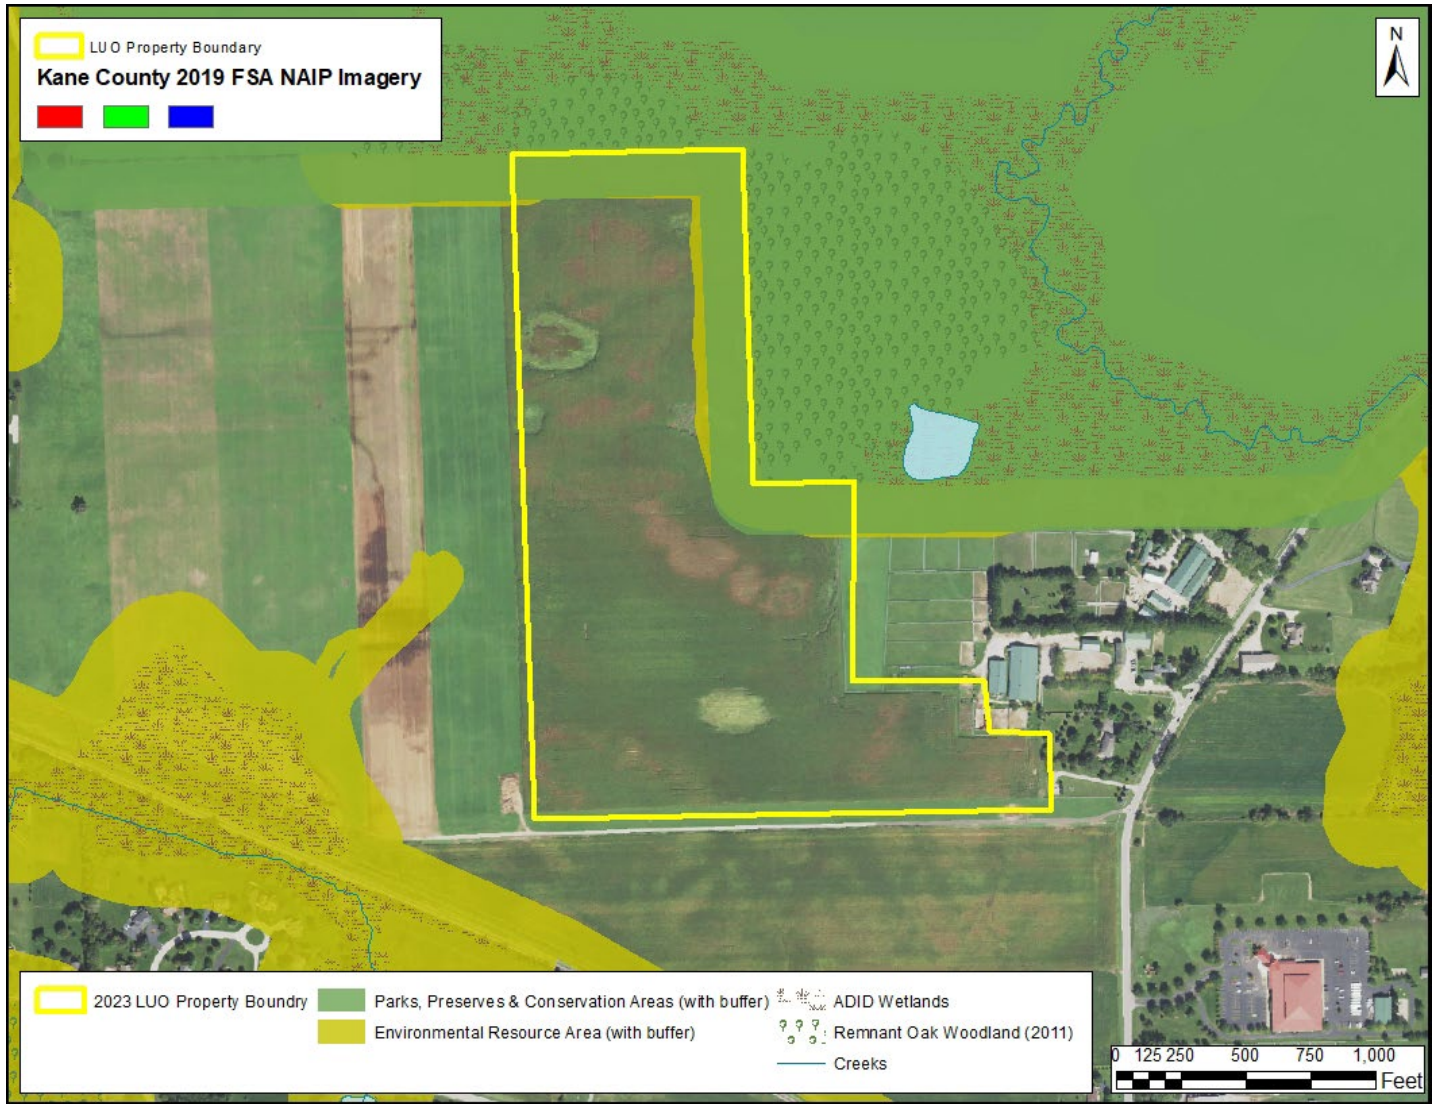 LUO Property Boundary
Kane County 2019 FSA NAIP Imagery
N
2023 LUO Property Boundry
Parks, Preserves & Conservation Areas (with buffer)
ADID Wetlands
Environmental Resource Area (with buffer)
Remnant Oak Woodland (2011)
Creeks
0 125 250 500 750 1,000
Feet